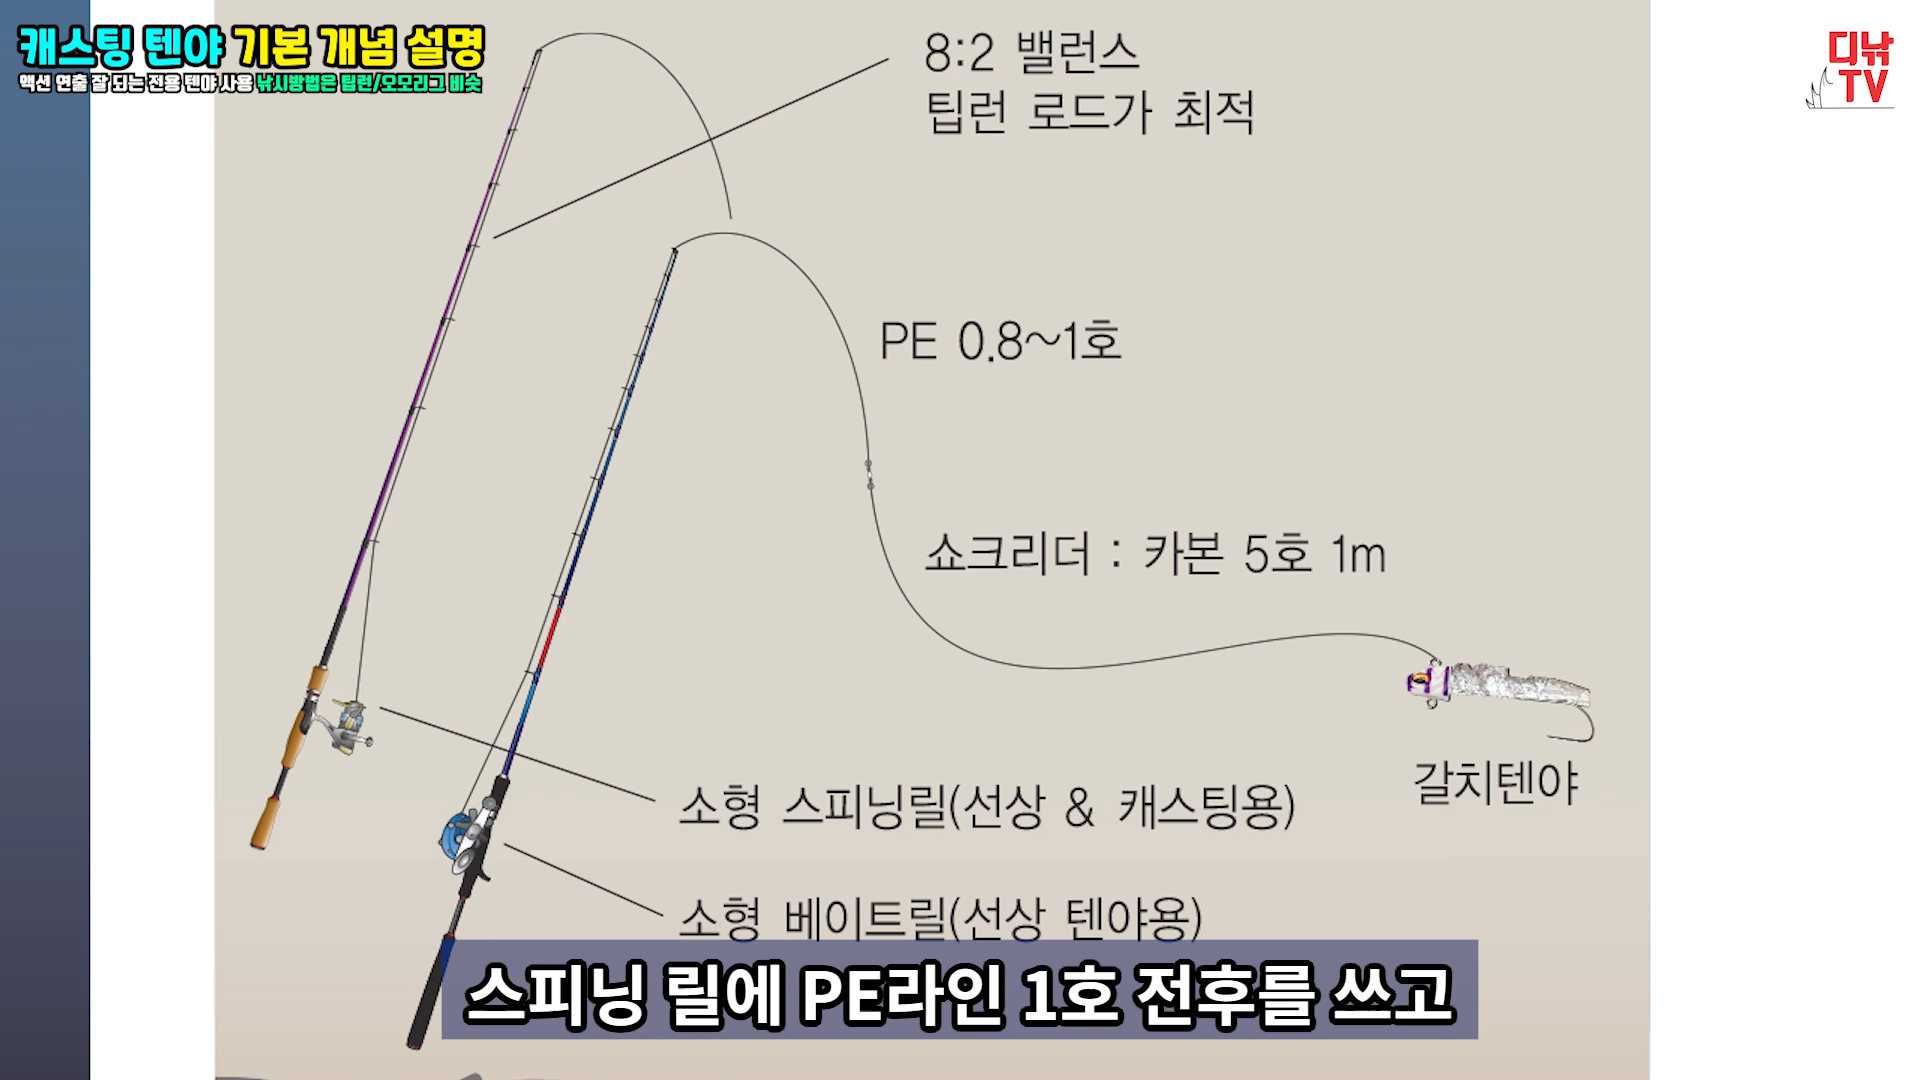 캐스팅 텐야 기본 개념 설명
액션 연출 잘 되는 전용 텐야 사용 낚시방법은 팁런/오모리그 비슷
디낚
TV
8:2 밸런스
팁런 로드가 최적
PE 0.8~1호
쇼크리더 : 카본 5호 1m
갈치텐야
소형 스피닝릴(선상 & 캐스팅용)
소형 베이트릴(선상 텐야용)
스피닝 릴에 PE라인 1호 전후를 쓰고